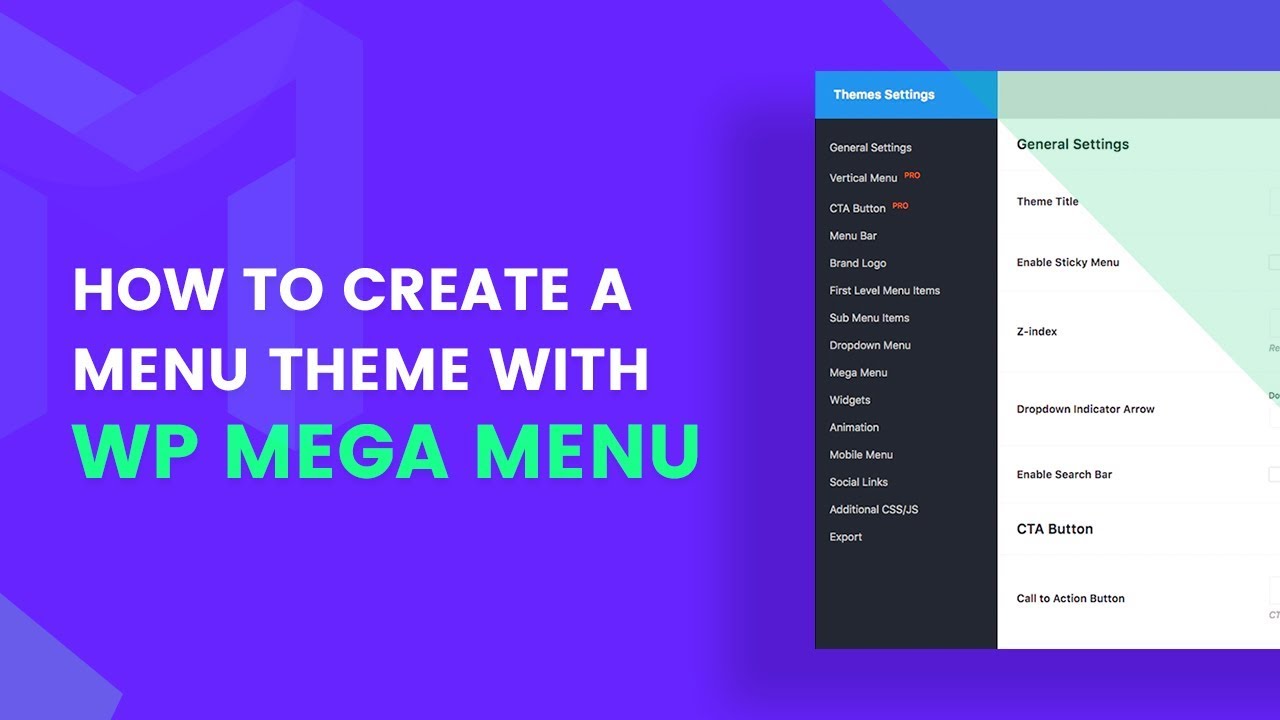 HOW TO CREATE A
MENU THEME WITH
WP MEGA MENU
Themes Settings
General Settings
Vertical Menu PRO
CTA Button PRO
Menu Bar
Brand Logo
First Level Menu Items
Sub Menu Items
Dropdown Menu
Mega Menu
Widgets
Animation
Mobile Menu
Social Links
Additional CSS/JS
Export
General Settings
Theme Title
Enable Sticky Menu
Z-index
Re
Do
Dropdown Indicator Arrow
Enable Search Bar
CTA Button
Call to Action Button
CT